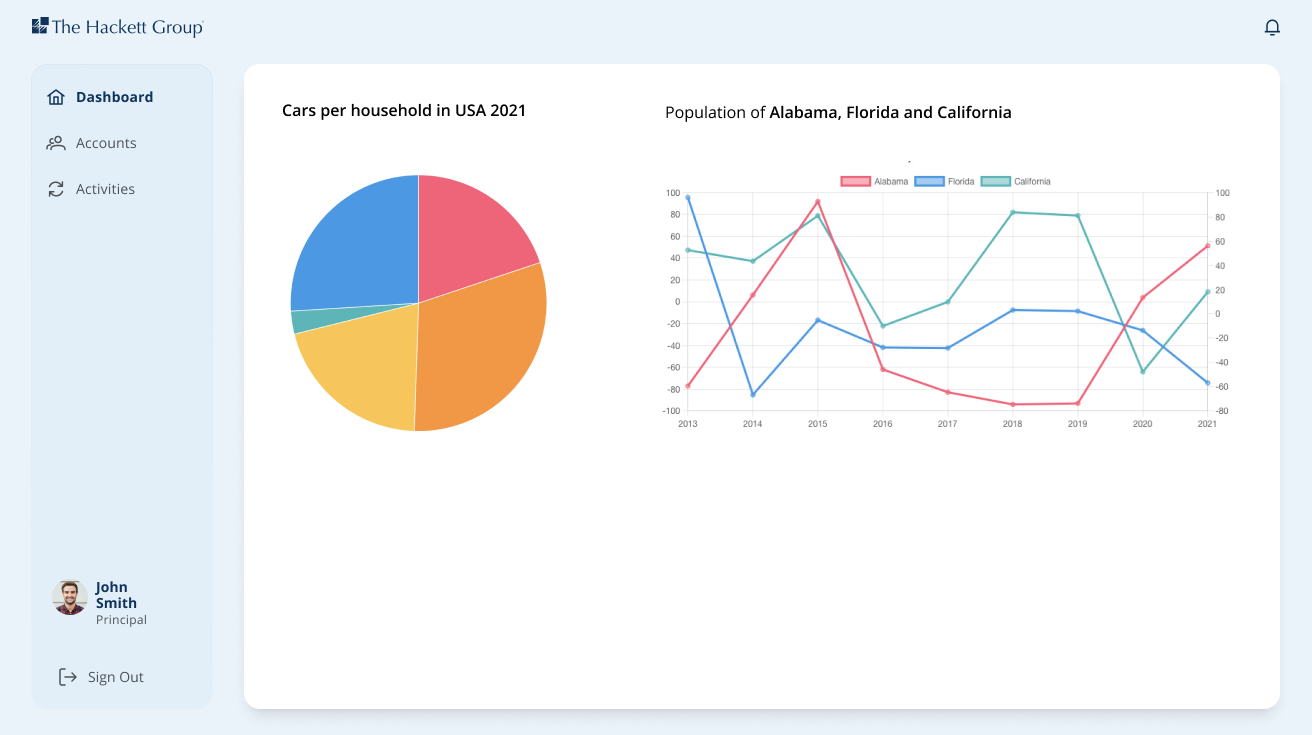 The Hackett Group
Dashboard
Accounts
Activities
John
Smith
Principal
Sign Out
Cars per household in USA 2021
Population of Alabama, Florida and California
Alabama Florida California
100 100
80 80
60 60
40 40
20 20
0 0
-20 -20
-40 -40
-60 -60
-80 -80
-100
2013 2014 2015 2016 2017 2018 2019 2020 2021